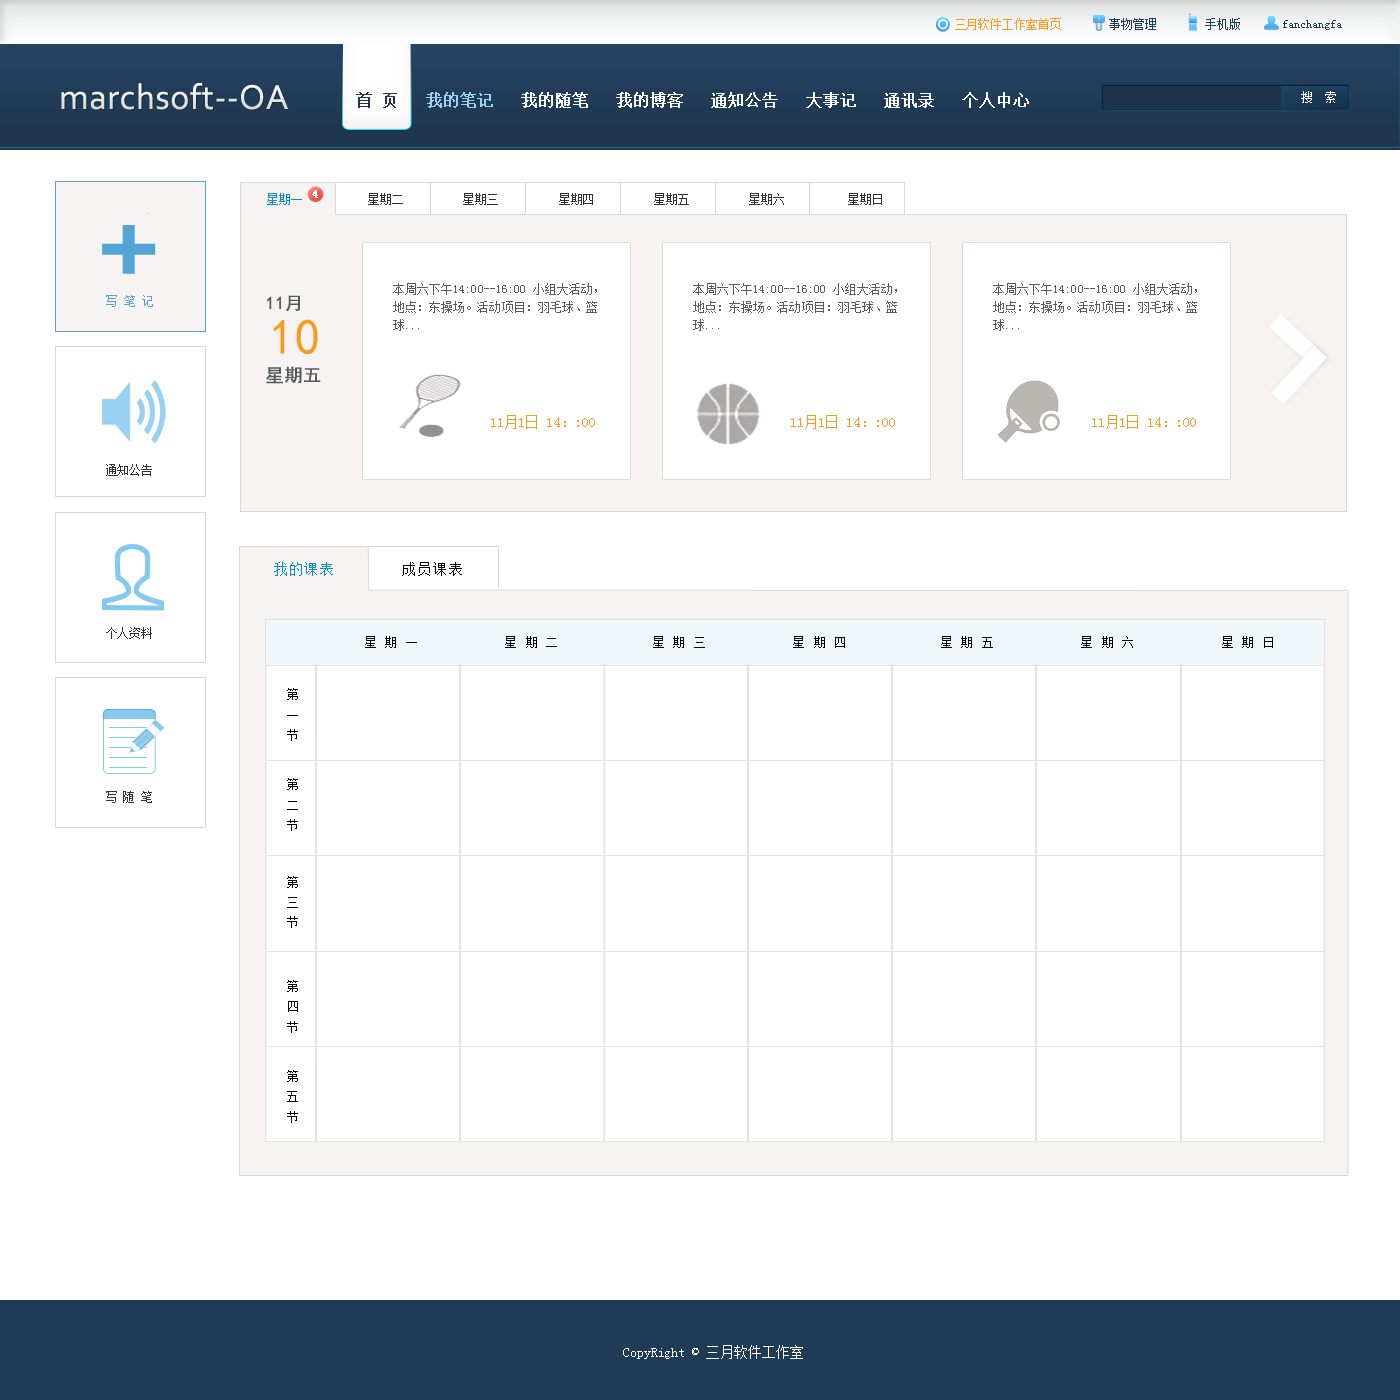 三月软件工作室首页 事物管理 手机版 fanchangfa
marchsoft--OA
首 页 我的笔记 我的随笔 我的博客 通知公告 大事记 通讯录 个人中心
搜 索
写 笔 记
通知公告
个人资料
写 随 笔
星期一 4 星期二 星期三 星期四 星期五 星期六 星期日
11月
10
星期五
本周六下午14:00--16:00 小组大活动,
地点: 东操场。活动项目: 羽毛球、篮
球...
11月1日 14: :00
本周六下午14:00--16:00 小组大活动,
地点: 东操场。活动项目: 羽毛球、篮
球...
11月1日 14: :00
本周六下午14:00--16:00 小组大活动,
地点: 东操场。活动项目: 羽毛球、篮
球...
11月1日 14: :00
我的课表 成员课表
星 期 一 星 期 二 星 期 三 星 期 四 星 期 五 星 期 六 星 期 日
第
一
节
第
二
节
第
三
节
第
四
节
第
五
节
CopyRight © 三月软件工作室